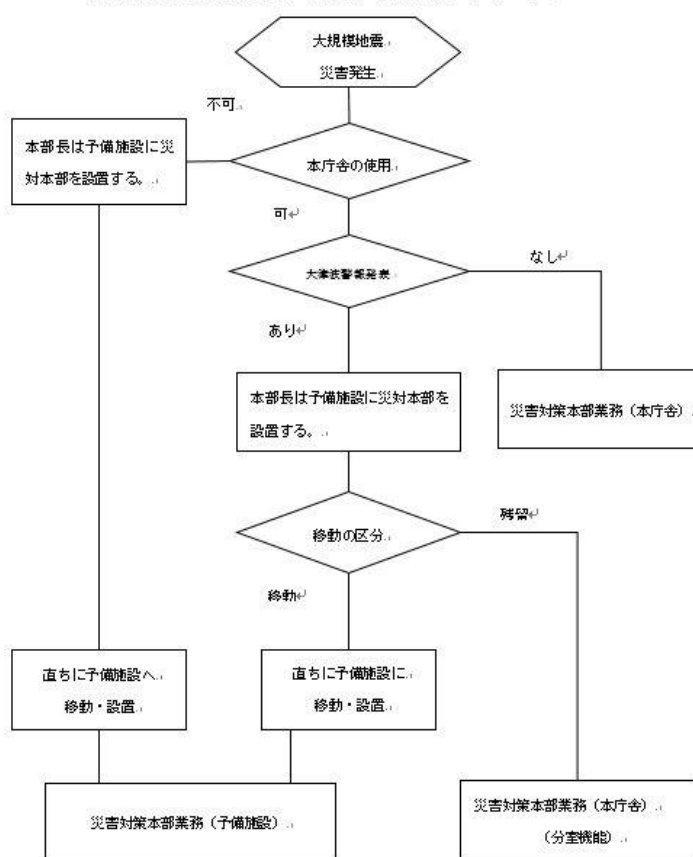 大規模地震
災害発生
不可
本部長は予備施設に災
対本部を設置する。
本庁舎の使用
可
大津波警報発表
なし
あり
本部長は予備施設に災対本部を
設置する。
災害対策本部業務（本庁舎）
移動の区分
残留
移動
直ちに予備施設へ
移動・設置
直ちに予備施設に
移動・設置
災害対策本部業務（予備施設）
災害対策本部業務（本庁舎）
（分室機能）